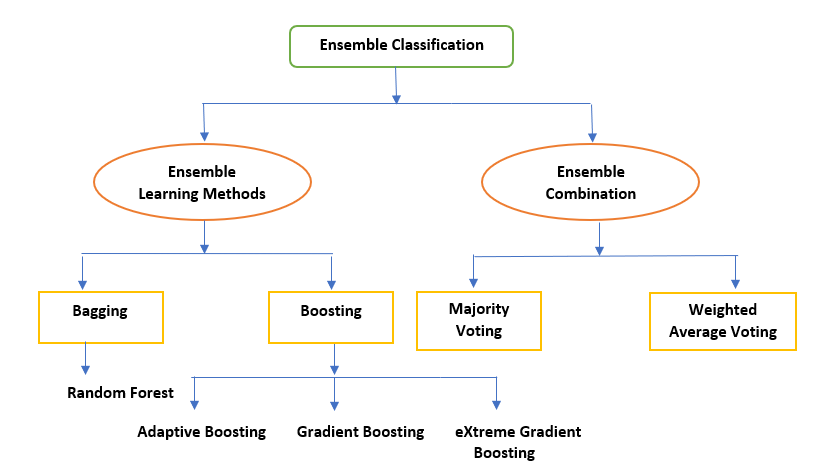 Ensemble Classification
Ensemble
Learning Methods
Ensemble
Combination
Bagging
Boosting
Majority
Voting
Weighted
Average Voting
Random Forest
Adaptive Boosting
Gradient Boosting
eXtreme Gradient
Boosting